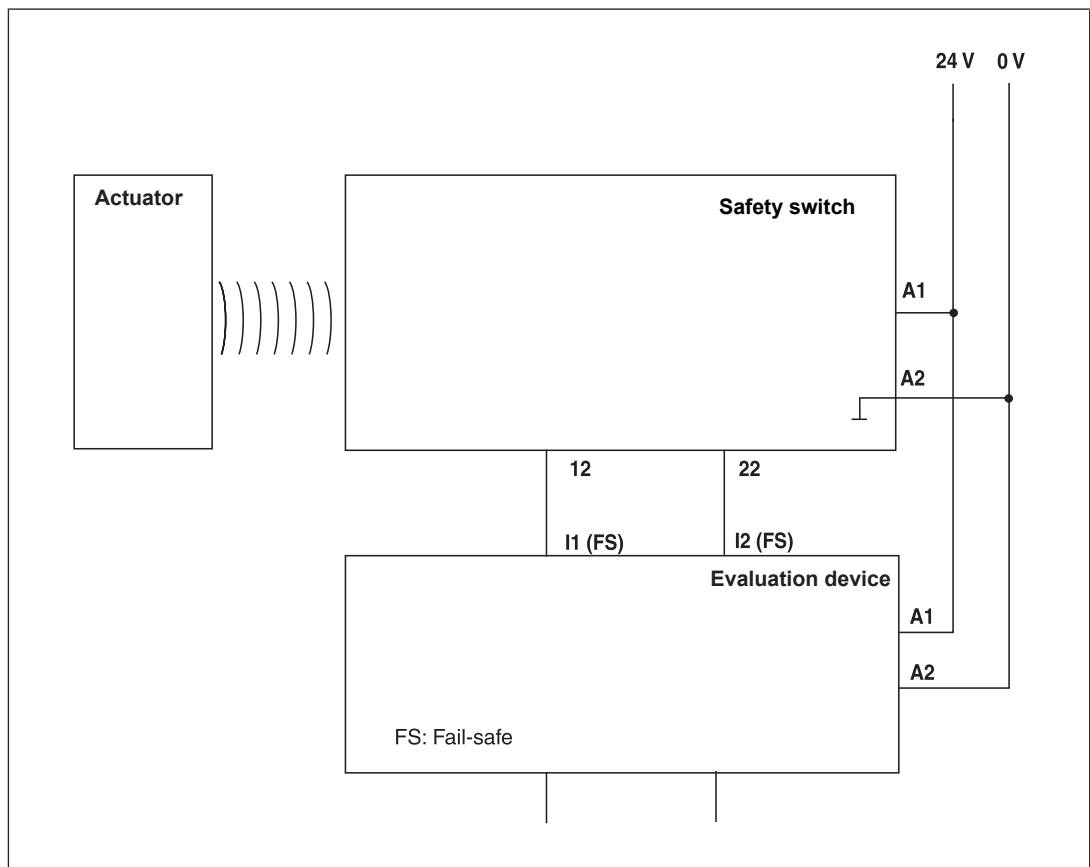 24 V 0 V
Actuator
Safety switch
A1
A2
12 22
I1 (FS) I2 (FS)
Evaluation device
A1
A2
FS: Fail-safe